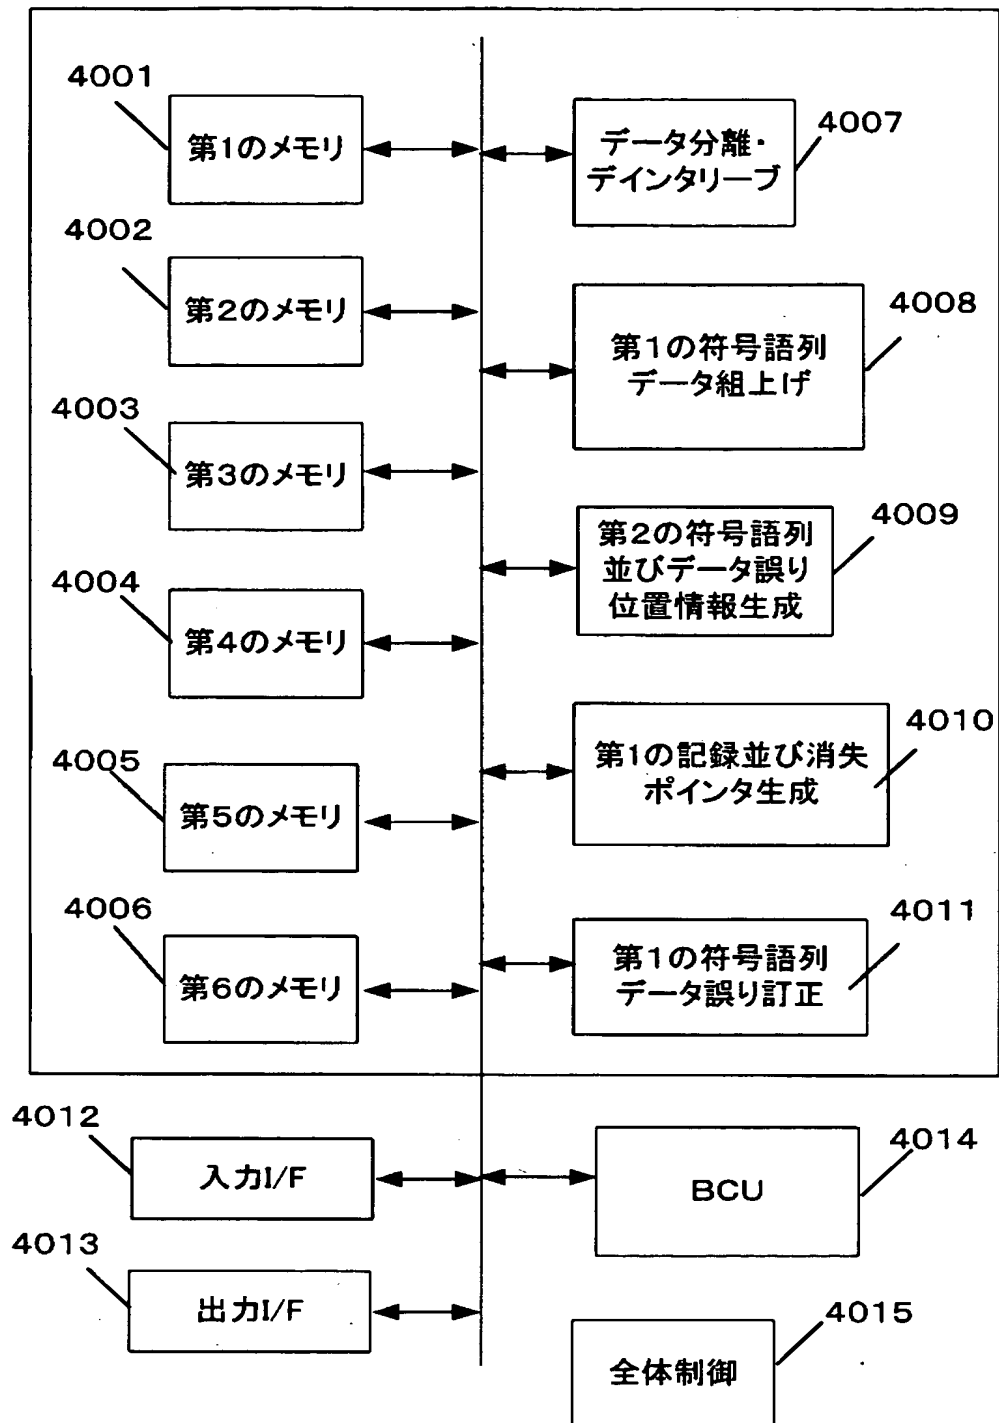 4001
第1のメモリ
4007
データ分離・
デインタリーブ
4002
第2のメモリ
4008
第1の符号語列
データ組上げ
4003
第3のメモリ
4009
第2の符号語列
並びデータ誤り
位置情報生成
4004
第4のメモリ
4010
第1の記録並び消失
ポインタ生成
4005
第5のメモリ
4006
第6のメモリ
4011
第1の符号語列
データ誤り訂正
4012
入力I/F
4014
BCU
4013
出力I/F
4015
全体制御